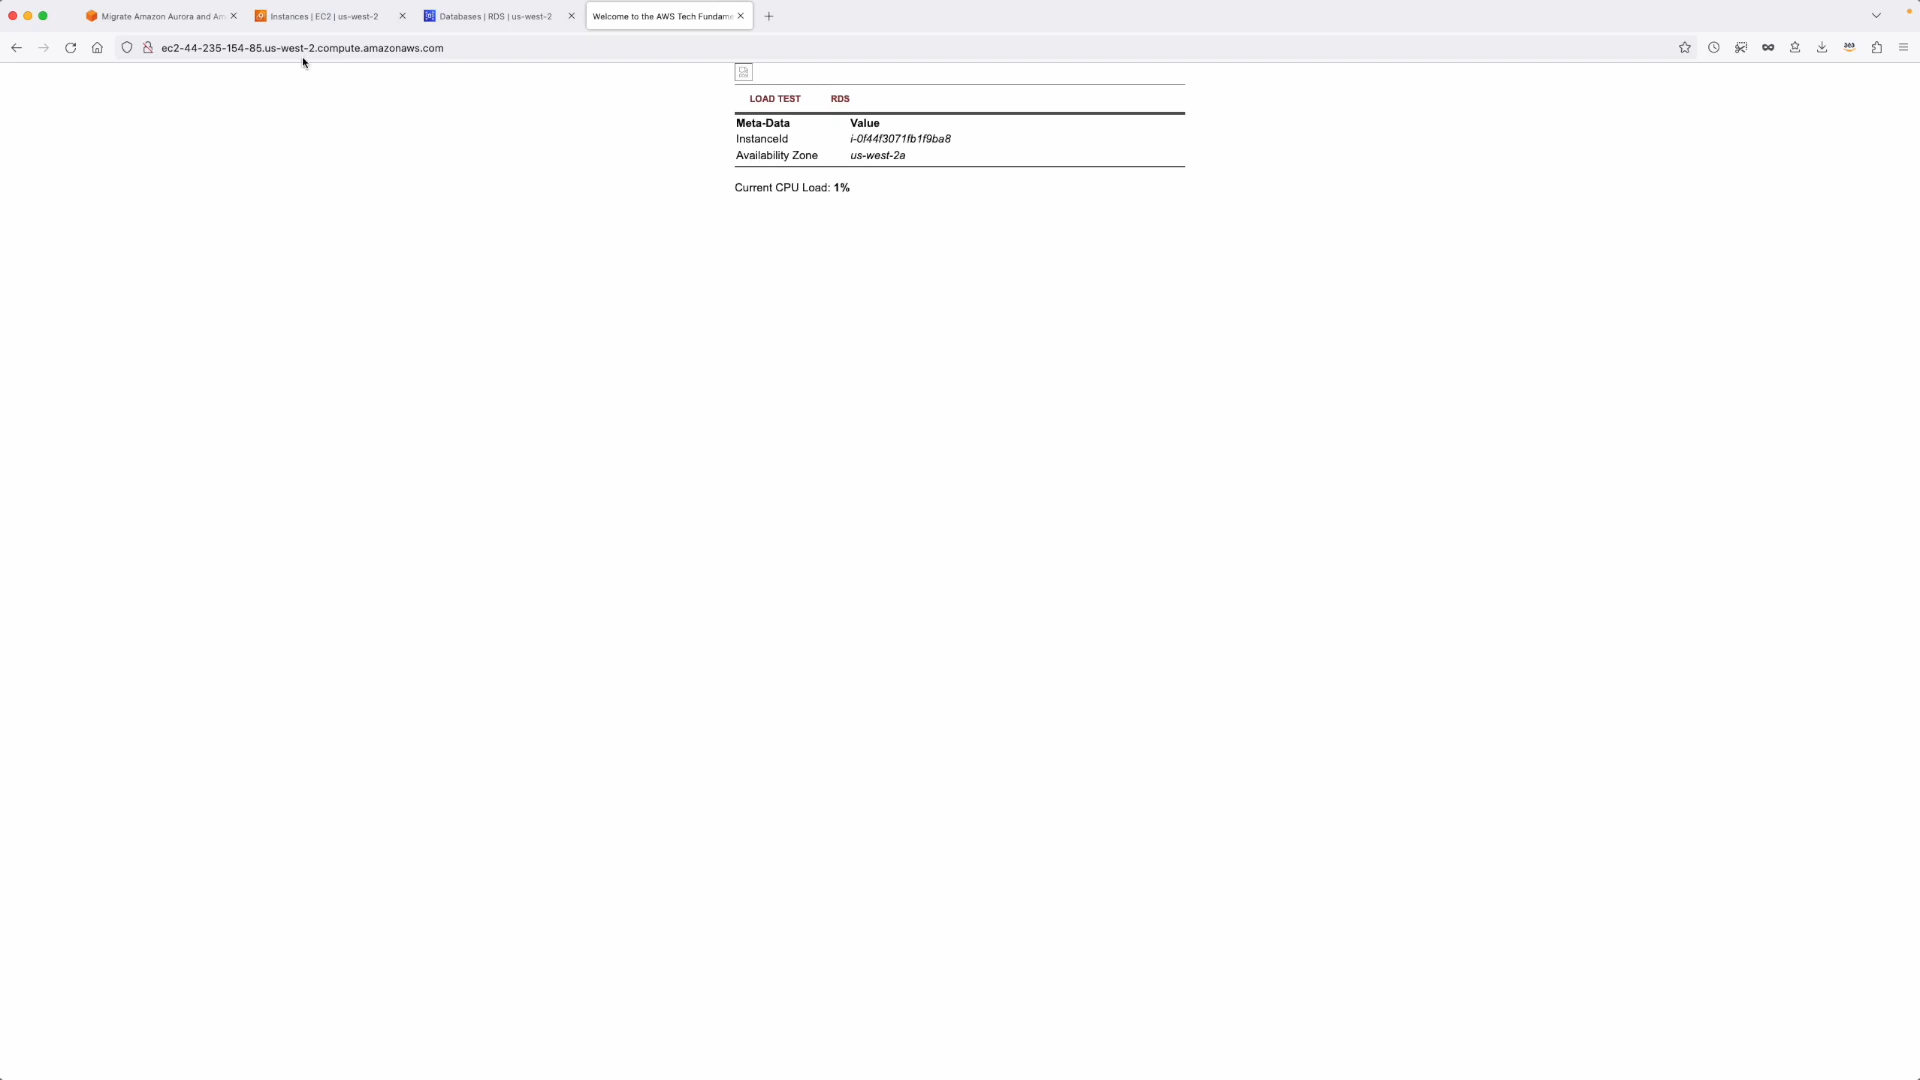 Migrate Amazon Aurora and Am
Instances | EC2 | us-west-2
Databases | RDS | us-west-2
Welcome to the AWS Tech Fundame
ec2-44-235-154-85.us-west-2.compute.amazonaws.com
LOAD TEST RDS
Meta-Data Value
InstanceId i-0f44f3071fb1f9ba8
Availability Zone us-west-2a
Current CPU Load: 1%